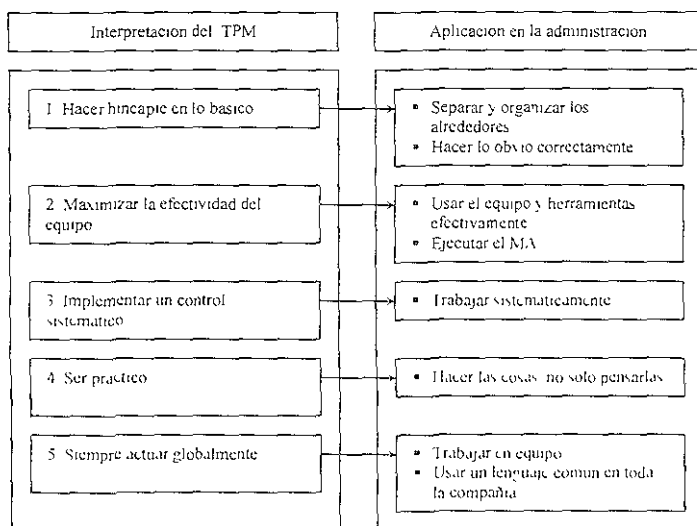 Interpretacion del TPM
Aplicacion en la administracion
1 Hacer hincapie en lo basico
▪ Separar y organizar los
alrededores
▪ Hacer lo obvio correctamente
2 Maximizar la efectividad del
equipo
▪ Usar el equipo y herramientas
efectivamente
▪ Ejecutar el MA
3 Implementar un control
sistematico
▪ Trabajar sistematicamente
4 Ser practico
▪ Hacer las cosas no solo pensarlas
5 Siempre actuar globalmente
▪ Trabajar en equipo
▪ Usar un lenguaje comun en toda
la compañia